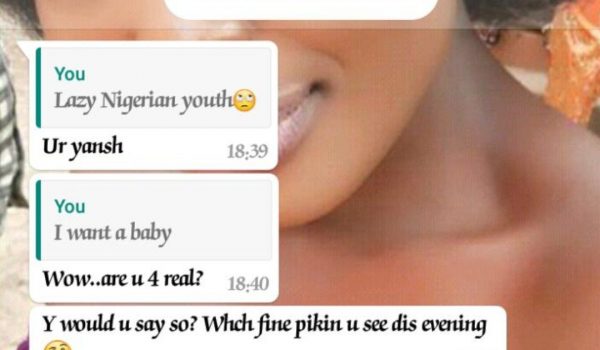 You
Lazy Nigerian youth🙄
Ur yansh
18:39
You
I want a baby
Wow..are u 4 real?
18:40
Y would u say so? Whch fine pikin u see dis evening